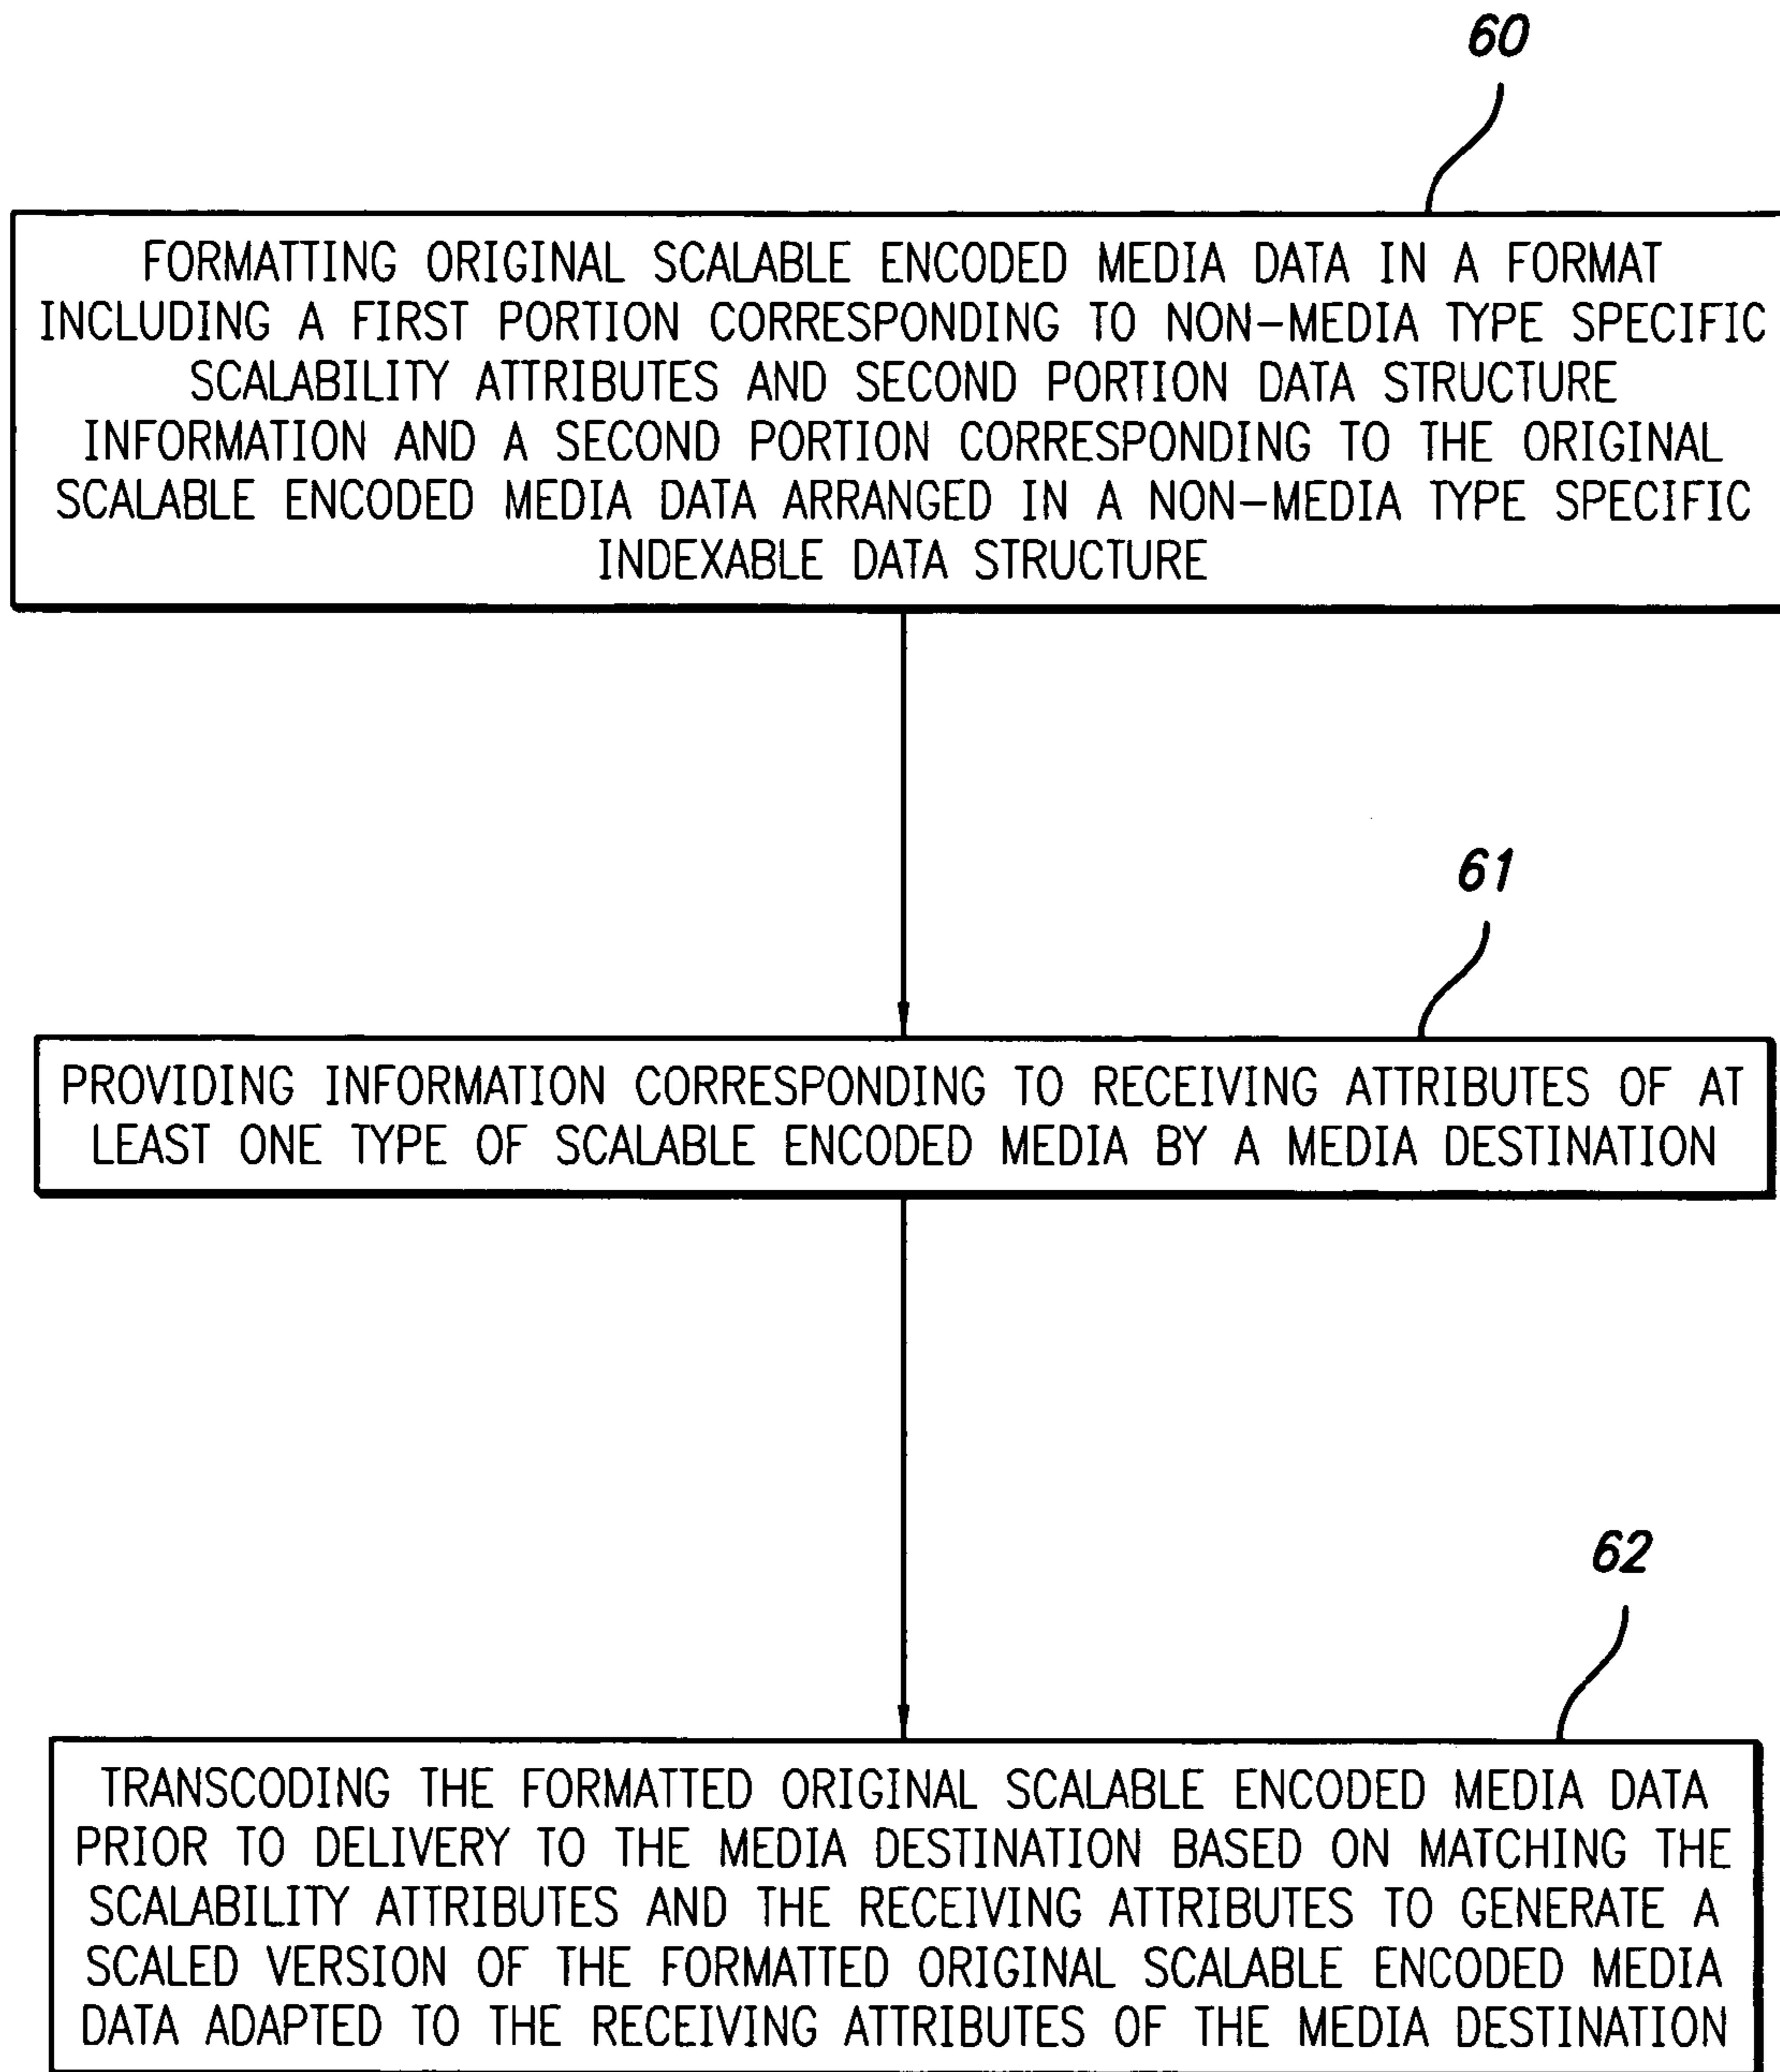 60
FORMATTING ORIGINAL SCALABLE ENCODED MEDIA DATA IN A FORMAT
INCLUDING A FIRST PORTION CORRESPONDING TO NON-MEDIA TYPE SPECIFIC
SCALABILITY ATTRIBUTES AND SECOND PORTION DATA STRUCTURE
INFORMATION AND A SECOND PORTION CORRESPONDING TO THE ORIGINAL
SCALABLE ENCODED MEDIA DATA ARRANGED IN A NON-MEDIA TYPE SPECIFIC
INDEXABLE DATA STRUCTURE
61
PROVIDING INFORMATION CORRESPONDING TO RECEIVING ATTRIBUTES OF AT
LEAST ONE TYPE OF SCALABLE ENCODED MEDIA BY A MEDIA DESTINATION
62
TRANSCODING THE FORMATTED ORIGINAL SCALABLE ENCODED MEDIA DATA
PRIOR TO DELIVERY TO THE MEDIA DESTINATION BASED ON MATCHING THE
SCALABILITY ATTRIBUTES AND THE RECEIVING ATTRIBUTES TO GENERATE A
SCALED VERSION OF THE FORMATTED ORIGINAL SCALABLE ENCODED MEDIA
DATA ADAPTED TO THE RECEIVING ATTRIBUTES OF THE MEDIA DESTINATION